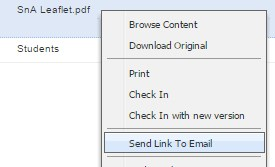 SnA Leaflet.pdf
Browse Content
Download Original
Students
Print
Check In
Check In with new version
Send Link To Email